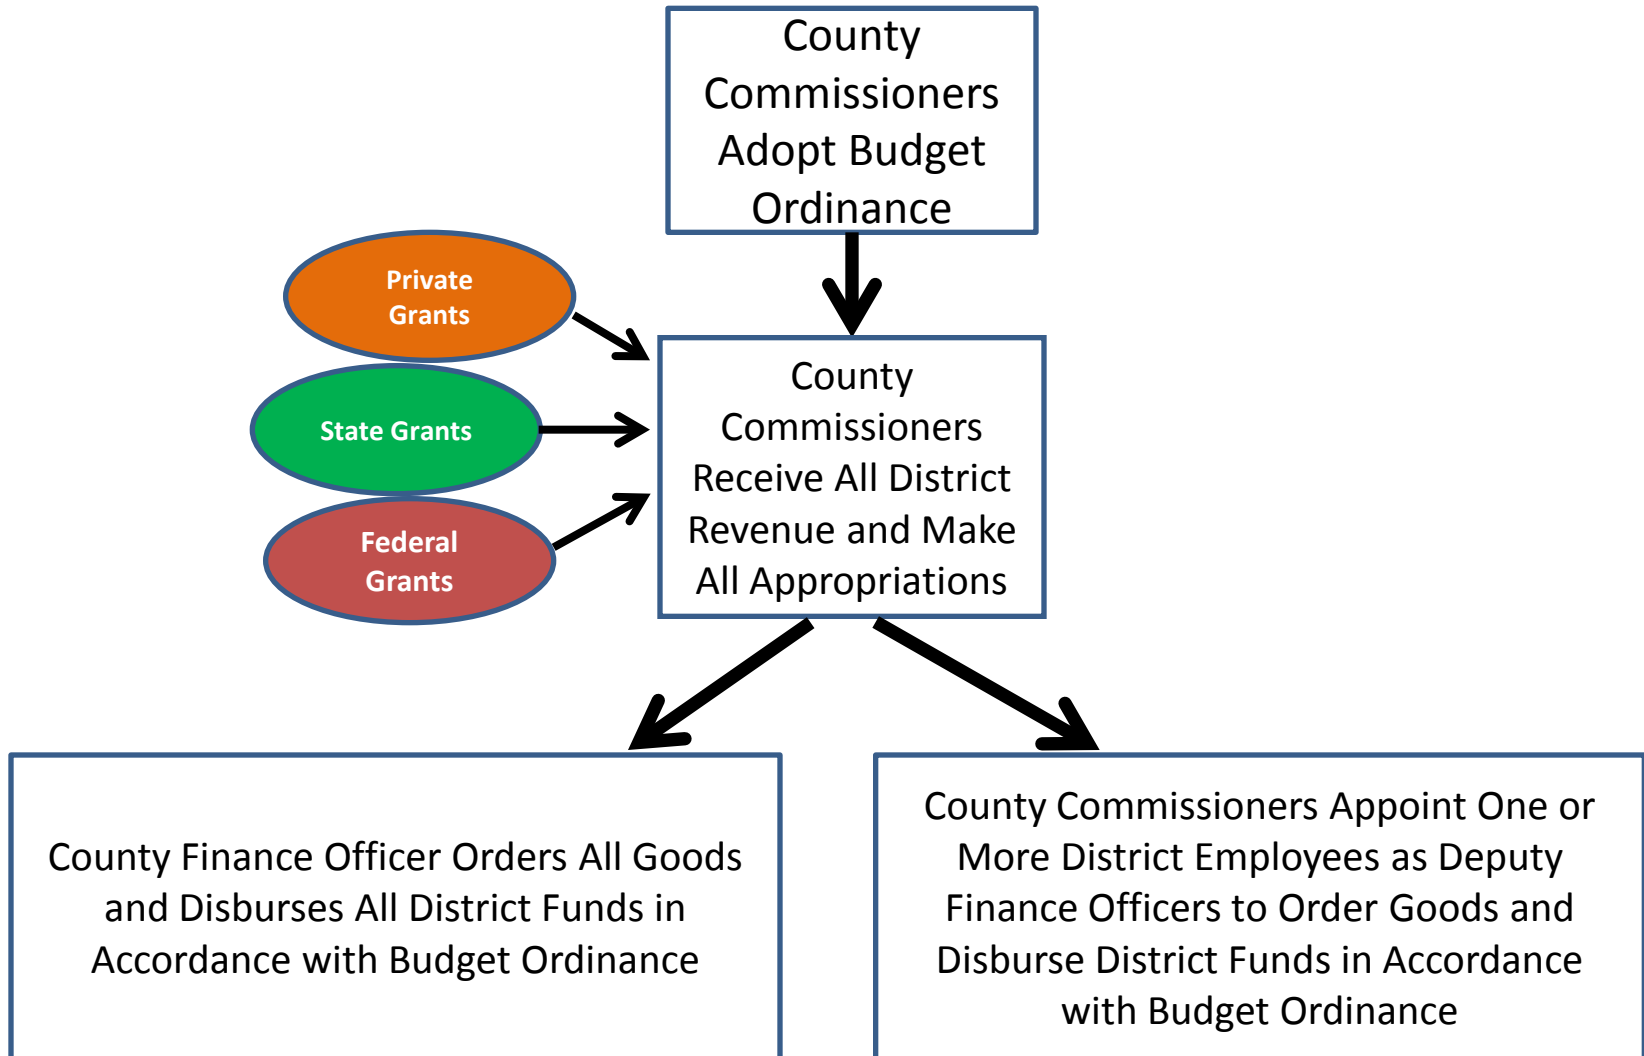 County
Commissioners
Adopt Budget
Ordinance
Private
Grants
State Grants
Federal
Grants
County
Commissioners
Receive All District
Revenue and Make
All Appropriations
County Finance Officer Orders All Goods
and Disburses All District Funds in
Accordance with Budget Ordinance
County Commissioners Appoint One or
More District Employees as Deputy
Finance Officers to Order Goods and
Disburse District Funds in Accordance
with Budget Ordinance